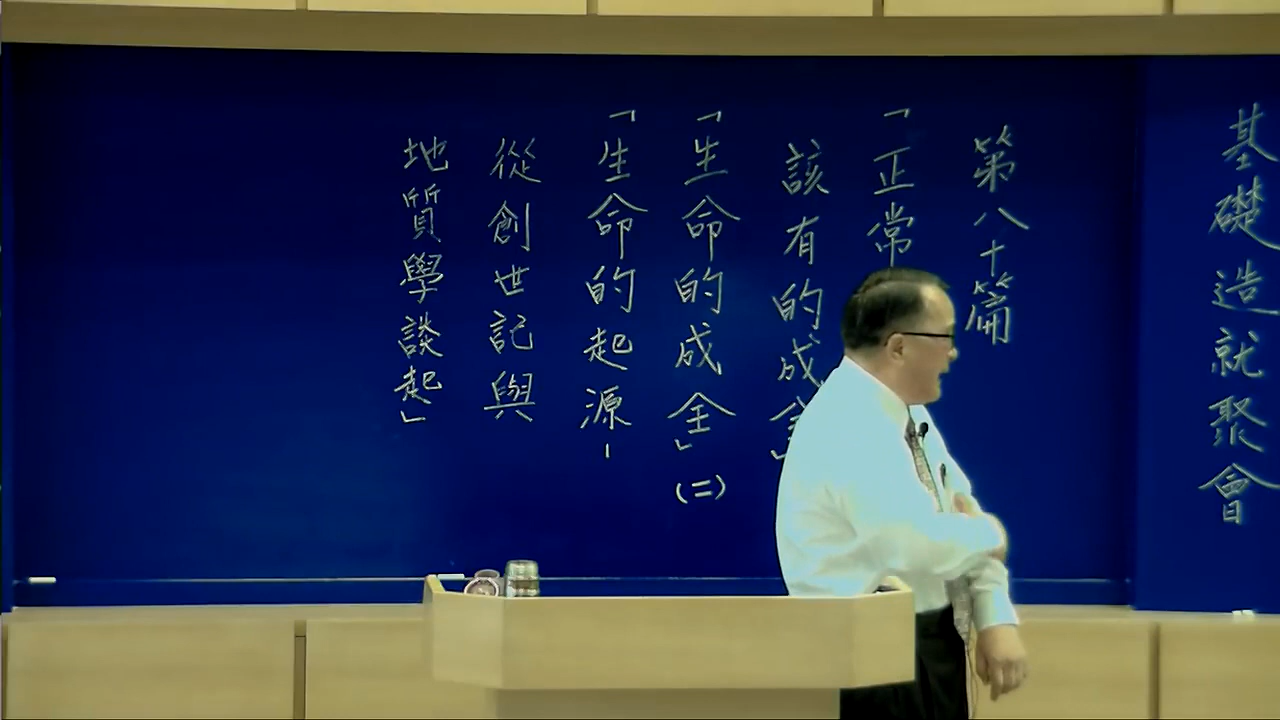 基礎造就聚會
第八十篇
「正常
該有的成全」
「生命的成全」(二)
「生命的起源-
從創世記與
地質學談起」